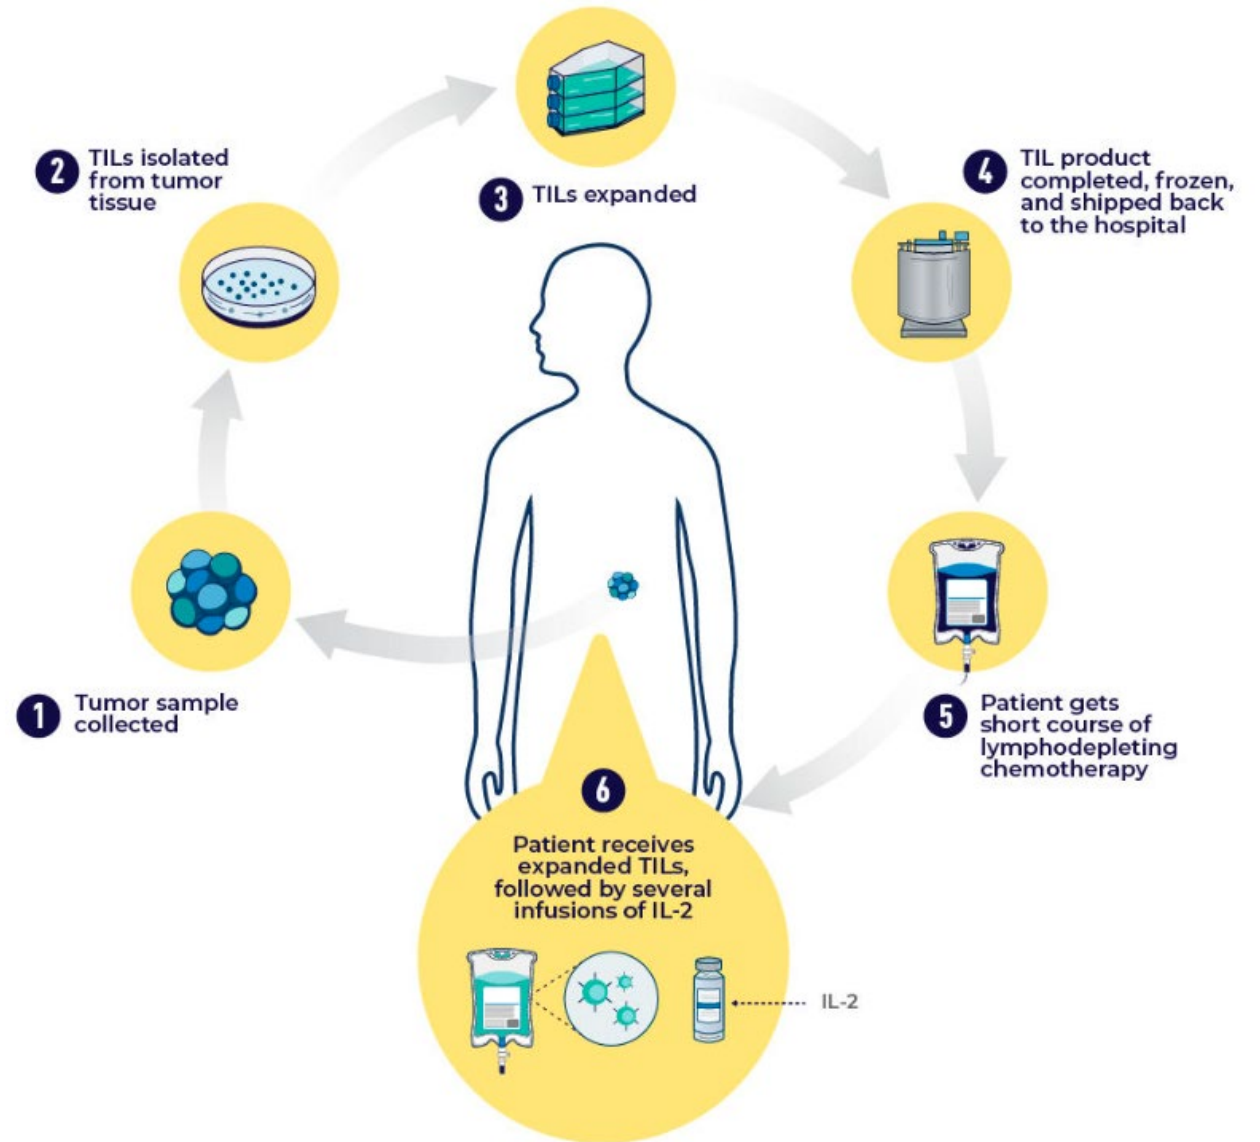 1
Tumor sample
collected
2
TILs isolated
from tumor
tissue
3
TILs expanded
4
TIL product
completed, frozen,
and shipped back
to the hospital
5
Patient gets
short course of
lymphodepleting
chemotherapy
6
Patient receives
expanded TILs,
followed by several
infusions of IL-2
IL-2